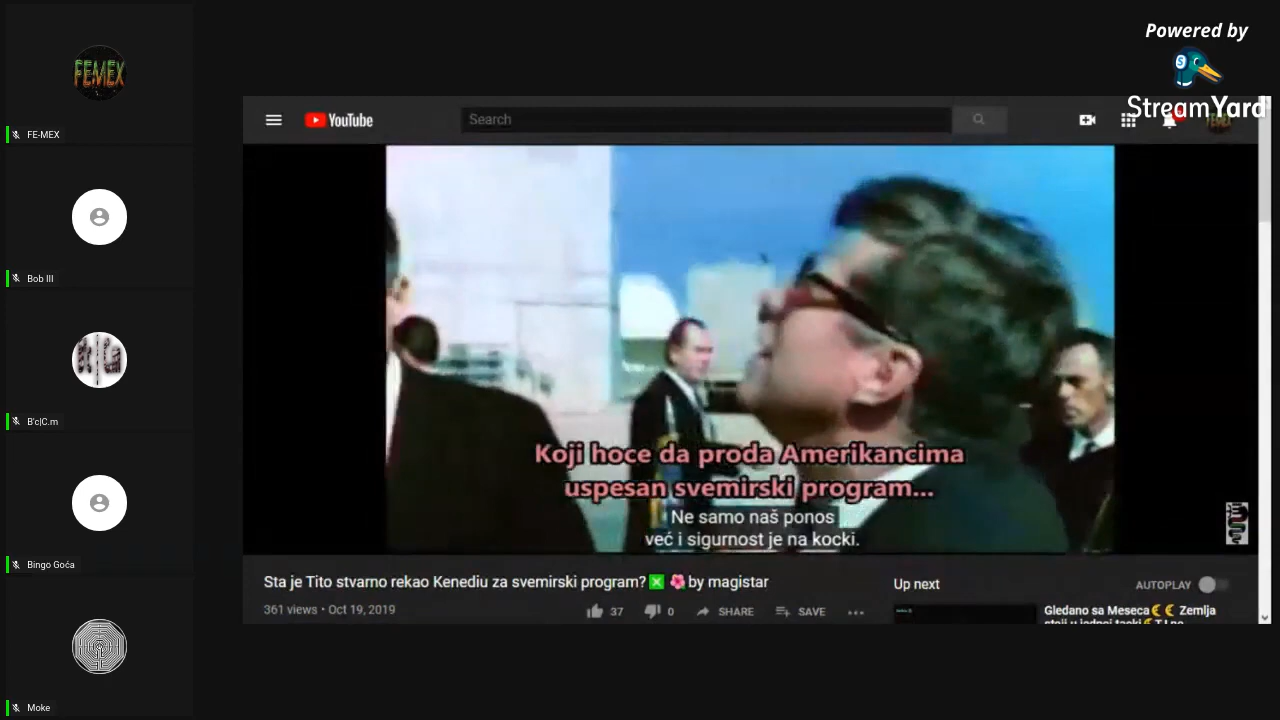 FEMEX
FE-MEX
Bob III
B'c|C.m
Bingo Goća
Moke
Powered by
StreamYard
YouTube
Search
Koji hoce da proda Amerikancima
uspesan svemirski program...
Ne samo naš ponos
već i sigurnost je na kocki.
Sta je Tito stvarno rekao Kenediu za svemirski program?❎ 🌺 by magistar
361 views • Oct 19, 2019
37
0
SHARE
SAVE
Up next
AUTOPLAY
Gledano sa Meseca🌙🌙 Zemlja